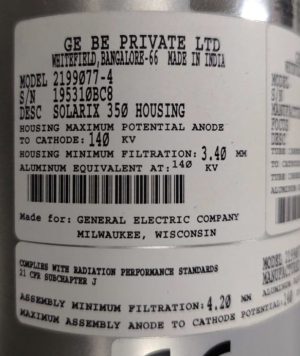 GE BE PRIVATE LTD
WHITEFIELD,BANGALORE-66 MADE IN INDIA
MODEL 2199077-4
S/N 195310BC8
DESC SOLARIX 350 HOUSING
HOUSING MAXIMUM POTENTIAL ANODE
TO CATHODE: 140 KV
HOUSING MINIMUM FILTRATION: 3.40 MM
ALUMINUM EQUIVALENT AT: 140 KV
Made for: GENERAL ELECTRIC COMPANY
MILWAUKEE, WISCONSIN
COMPLIES WITH RADIATION PERFORMANCE STANDARDS
21 CFR SUBCHAPTER J
ASSEMBLY MINIMUM FILTRATION: 4.20 MM
MAXIMUM ASSEMBLY ANODE TO CATHODE POTENTIAL: 140
MODEL